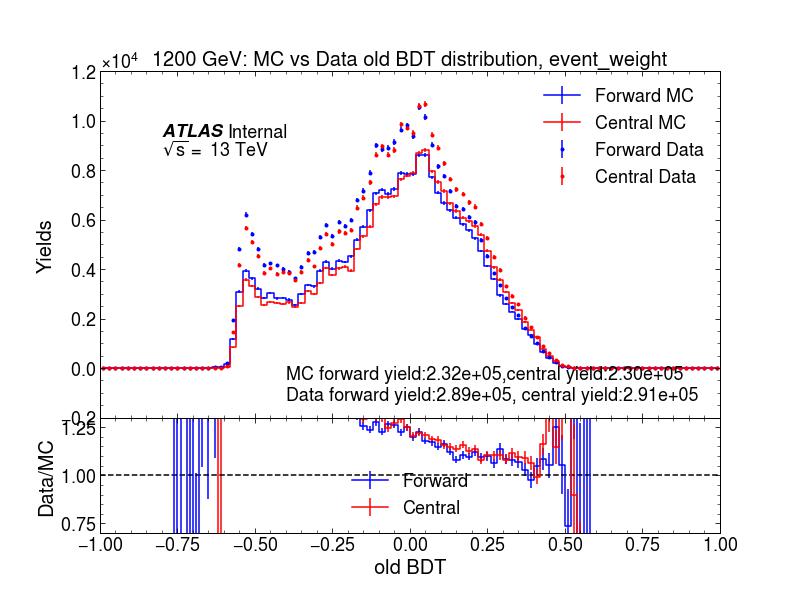 ×10⁴ 1200 GeV: MC vs Data old BDT distribution, event_weight
1.2
1.0
0.8
0.6
0.4
0.2
0.0
Yields
ATLAS Internal
√s = 13 TeV
Forward MC
Central MC
Forward Data
Central Data
MC forward yield:2.32e+05,central yield:2.30e+05
Data forward yield:2.89e+05, central yield:2.91e+05
0.2
1.25
1.00
0.75
Data/MC
Forward
Central
−1.00 −0.75 −0.50 −0.25 0.00 0.25 0.50 0.75 1.00
old BDT